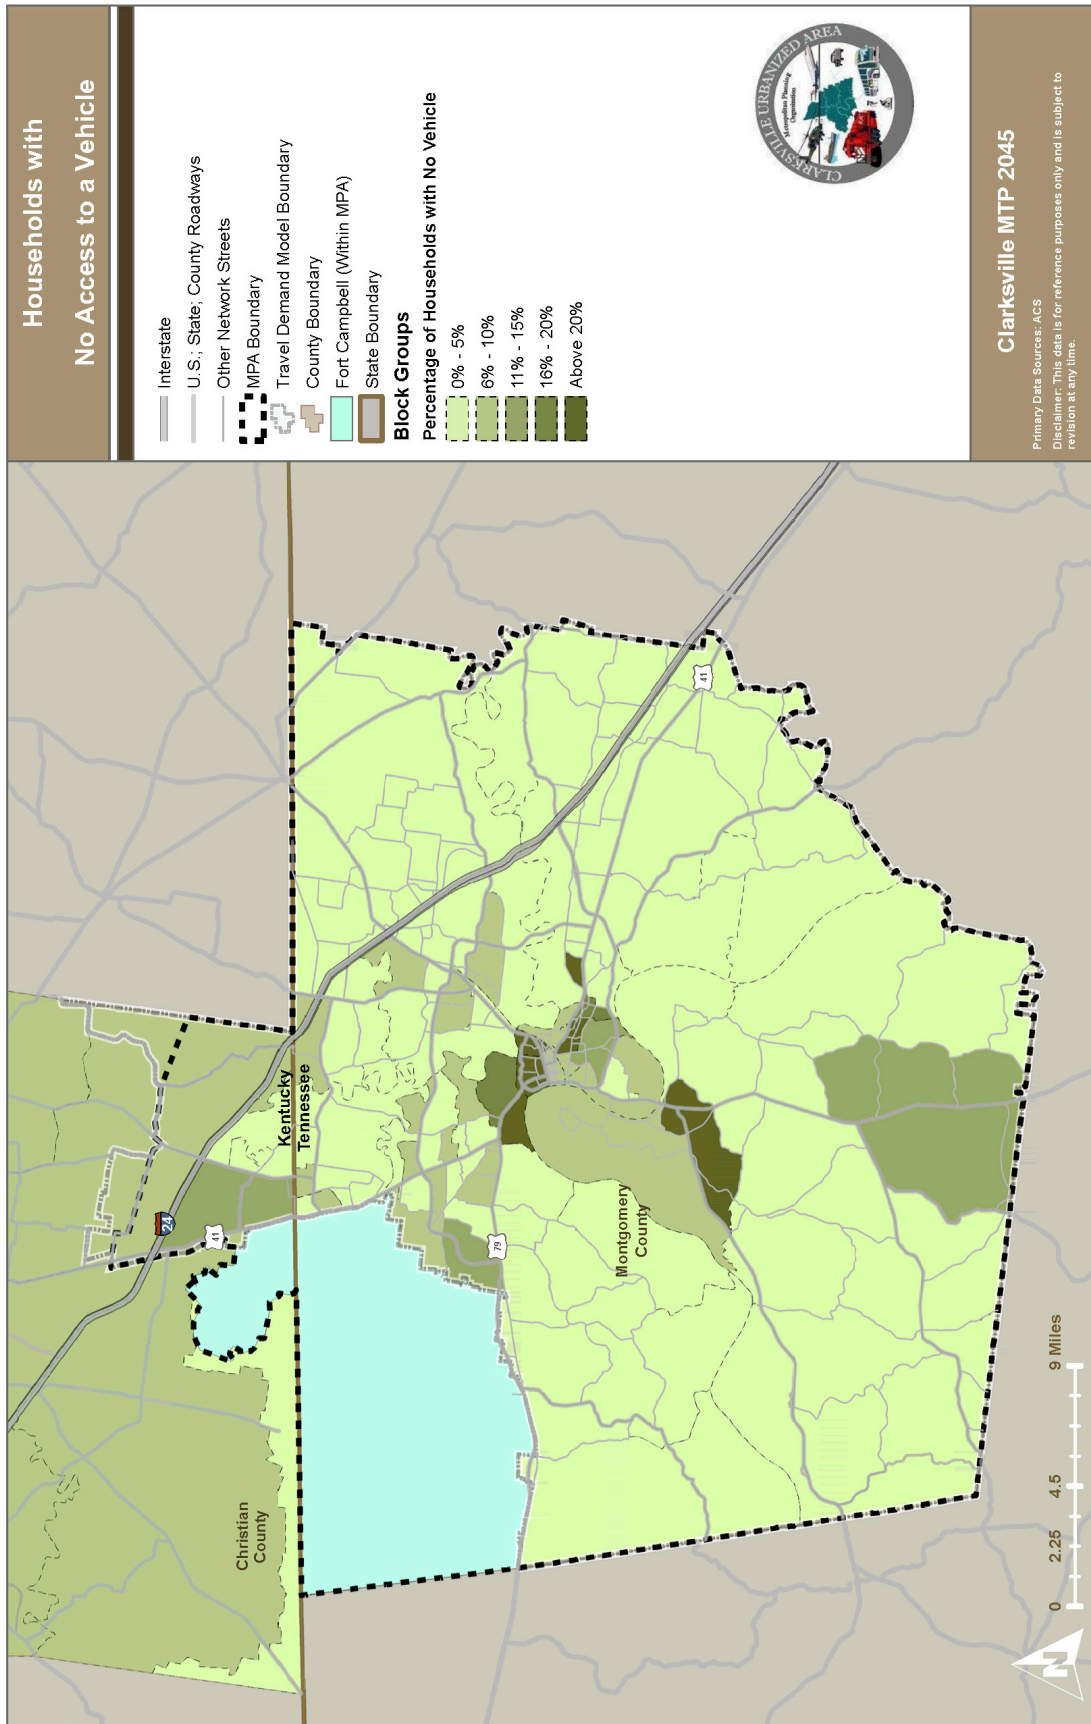 Households with
No Access to a Vehicle
Interstate
U.S.; State; County Roadways
Other Network Streets
MPA Boundary
Travel Demand Model Boundary
County Boundary
Fort Campbell (Within MPA)
State Boundary
Block Groups
Percentage of Households with No Vehicle
0% - 5%
6% - 10%
11% - 15%
16% - 20%
Above 20%
CLARKSVILLE URBANIZED AREA
Metropolitan Planning
Organization
Clarksville MTP 2045
Primary Data Sources: ACS
Disclaimer: This data is for reference purposes only and is subject to
revision at any time.
Christian
County
24
41
Kentucky
Tennessee
79
Montgomery
County
41
0 2.25 4.5 9 Miles
N